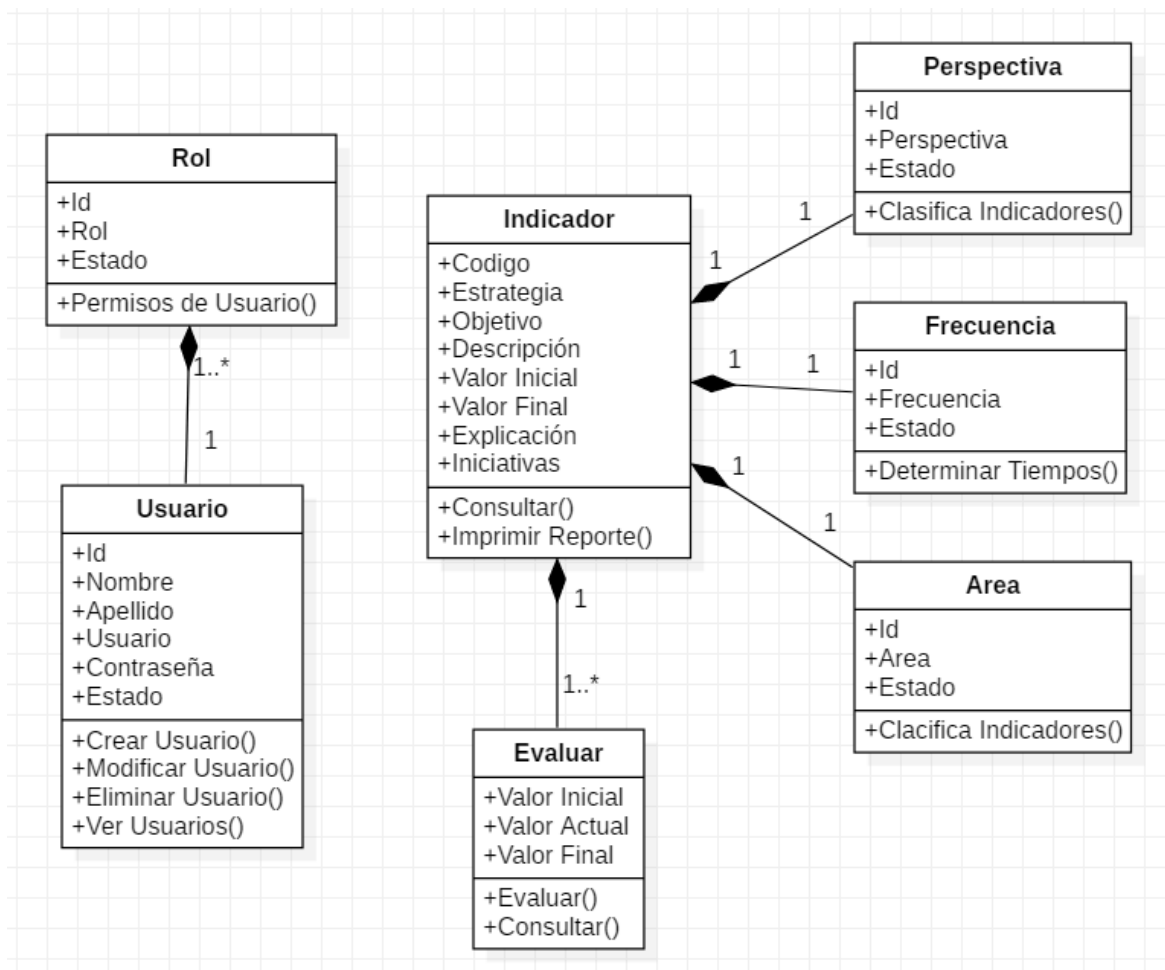 Rol
+Id
+Rol
+Estado
+Permisos de Usuario()
1..*
1
Usuario
+Id
+Nombre
+Apellido
+Usuario
+Contraseña
+Estado
+Crear Usuario()
+Modificar Usuario()
+Eliminar Usuario()
+Ver Usuarios()
Indicador
+Codigo
+Estrategia
+Objetivo
+Descripción
+Valor Inicial
+Valor Final
+Explicación
+Iniciativas
+Consultar()
+Imprimir Reporte()
1
1..*
Evaluar
+Valor Inicial
+Valor Actual
+Valor Final
+Evaluar()
+Consultar()
1
1
Perspectiva
+Id
+Perspectiva
+Estado
+Clasifica Indicadores()
1
1
Frecuencia
+Id
+Frecuencia
+Estado
+Determinar Tiempos()
1
1
Area
+Id
+Area
+Estado
+Clacifica Indicadores()